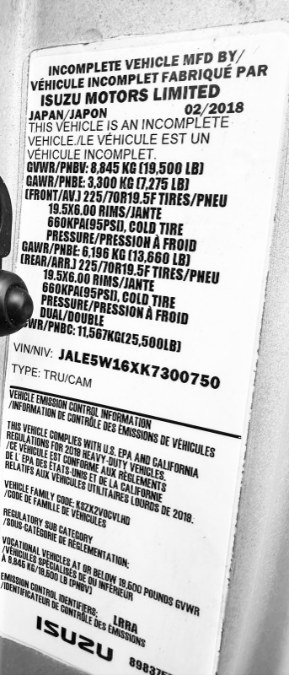 INCOMPLETE VEHICLE MFD BY/
VÉHICULE INCOMPLET FABRIQUÉ PAR
ISUZU MOTORS LIMITED
JAPAN/JAPON 02/2018
THIS VEHICLE IS AN INCOMPLETE
VEHICLE./LE VÉHICULE EST UN
VÉHICULE INCOMPLET.
GVWR/PNBV: 8,845 KG (19,500 LB)
GAWR/PNBE: 3,300 KG (7,275 LB)
(FRONT/AV.) 225/70R19.5F TIRES/PNEU
19.5X6.00 RIMS/JANTE
660KPA(95PSI), COLD TIRE
PRESSURE/PRESSION À FROID
GAWR/PNBE: 6,196 KG (13,660 LB)
(REAR/ARR.) 225/70R19.5F TIRES/PNEU
19.5X6.00 RIMS/JANTE
660KPA(95PSI), COLD TIRE
PRESSURE/PRESSION À FROID
DUAL/DOUBLE
WR/PNBC: 11,567KG(25,500LB)
VIN/NIV: JALE5W16XK7300750
TYPE: TRU/CAM
VEHICLE EMISSION CONTROL INFORMATION
/INFORMATION DE CONTRÔLE DES ÉMISSIONS DE VÉHICULES
THIS VEHICLE COMPLIES WITH U.S. EPA AND CALIFORNIA
REGULATIONS FOR 2019 HEAVY-DUTY VEHICLES.
/CE VÉHICULE EST CONFORME AUX RÈGLEMENTS
DE L'EPA DES ÉTATS-UNIS ET DE LA CALIFORNIE
RELATIFS AUX VÉHICULES UTILITAIRES LOURDS DE 2019.
VEHICLE FAMILY CODE: KSZK2VOCVLHD
/CODE DE FAMILLE DE VÉHICULES
REGULATORY SUB CATEGORY
/SOUS-CATÉGORIE DE RÉGLEMENTATION:
VOCATIONAL VEHICLES AT OR BELOW 19,500 POUNDS GVWR
/VÉHICULES SPÉCIALISÉS DE OU INFÉRIEUR
À 8,845 KG/19,500 LB (PNBV)
EMISSION CONTROL IDENTIFIERS: LRRA
/IDENTIFICATEUR DE CONTRÔLE DES ÉMISSIONS
ISUZU 89837